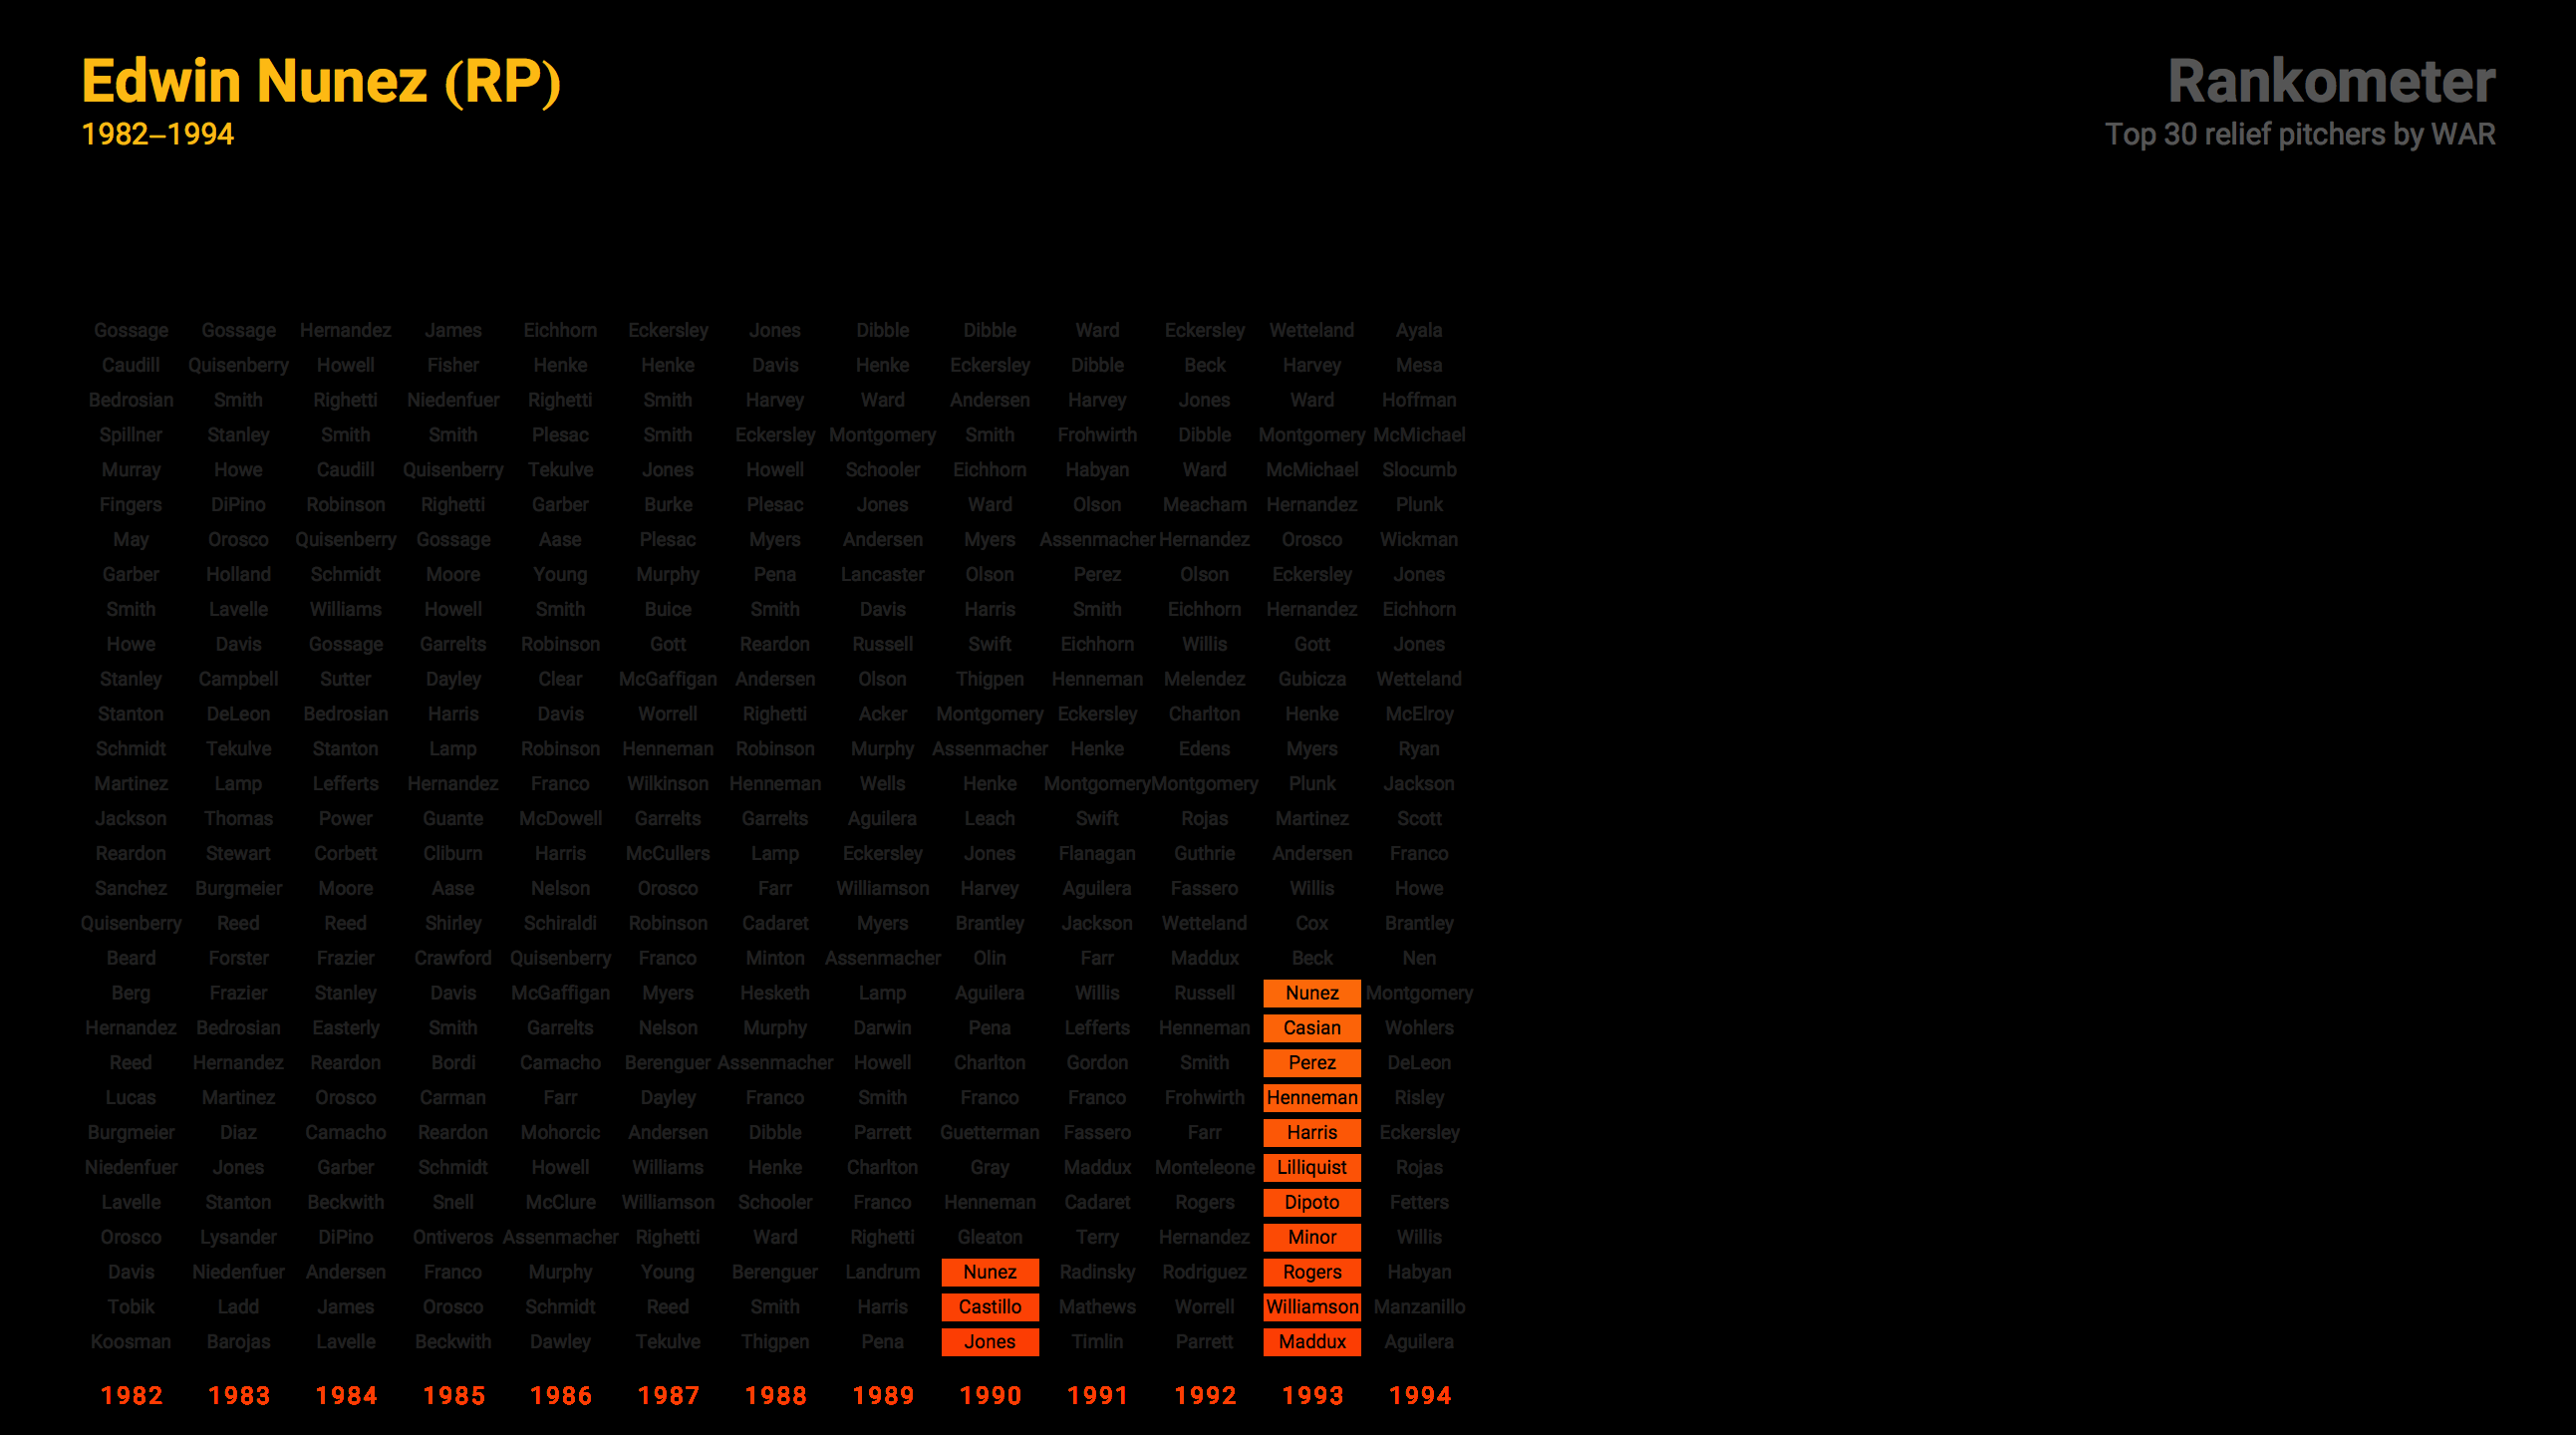 Edwin Nunez (RP)
1982–1994
Rankometer
Top 30 relief pitchers by WAR
Gossage Gossage Hernandez James Eichhorn Eckersley Jones Dibble Dibble Ward Eckersley Wetteland Ayala
Caudill Quisenberry Howell Fisher Henke Henke Davis Henke Eckersley Dibble Beck Harvey Mesa
Bedrosian Smith Righetti Niedenfuer Righetti Smith Harvey Ward Andersen Harvey Jones Ward Hoffman
Spillner Stanley Smith Smith Plesac Smith Eckersley Montgomery Smith Frohwirth Dibble Montgomery McMichael
Murray Howe Caudill Quisenberry Tekulve Jones Howell Schooler Eichhorn Habyan Ward McMichael Slocumb
Fingers DiPino Robinson Righetti Garber Burke Plesac Jones Ward Olson Meacham Hernandez Plunk
May Orosco Quisenberry Gossage Aase Plesac Myers Andersen Myers Assenmacher Hernandez Orosco Wickman
Garber Holland Schmidt Moore Young Murphy Pena Lancaster Olson Perez Olson Eckersley Jones
Smith Lavelle Williams Howell Smith Buice Smith Davis Harris Smith Eichhorn Hernandez Eichhorn
Howe Davis Gossage Garrelts Robinson Gott Reardon Russell Swift Eichhorn Willis Gott Jones
Stanley Campbell Sutter Dayley Clear McGaffigan Andersen Olson Thigpen Henneman Melendez Gubicza Wetteland
Stanton DeLeon Bedrosian Harris Davis Worrell Righetti Acker Montgomery Eckersley Charlton Henke McElroy
Schmidt Tekulve Stanton Lamp Robinson Henneman Robinson Murphy Assenmacher Henke Edens Myers Ryan
Martinez Lamp Lefferts Hernandez Franco Wilkinson Henneman Wells Henke Montgomery Montgomery Plunk Jackson
Jackson Thomas Power Guante McDowell Garrelts Garrelts Aguilera Leach Swift Rojas Martinez Scott
Reardon Stewart Corbett Cliburn Harris McCullers Lamp Eckersley Jones Flanagan Guthrie Andersen Franco
Sanchez Burgmeier Moore Aase Nelson Orosco Farr Williamson Harvey Aguilera Fassero Willis Howe
Quisenberry Reed Reed Shirley Schiraldi Robinson Cadaret Myers Brantley Jackson Wetteland Cox Brantley
Beard Forster Frazier Crawford Quisenberry Franco Minton Assenmacher Olin Farr Maddux Beck Nen
Berg Frazier Stanley Davis McGaffigan Myers Hesketh Lamp Aguilera Willis Russell Nunez Montgomery
Hernandez Bedrosian Easterly Smith Garrelts Nelson Murphy Darwin Pena Lefferts Henneman Casian Wohlers
Reed Hernandez Reardon Bordi Camacho Berenguer Assenmacher Howell Charlton Gordon Smith Perez DeLeon
Lucas Martinez Orosco Carman Farr Dayley Franco Smith Franco Franco Frohwirth Henneman Risley
Burgmeier Diaz Camacho Reardon Mohorcic Andersen Dibble Parrett Guetterman Fassero Farr Harris Eckersley
Niedenfuer Jones Garber Schmidt Howell Williams Henke Charlton Gray Maddux Monteleone Lilliquist Rojas
Lavelle Stanton Beckwith Snell McClure Williamson Schooler Franco Henneman Cadaret Rogers Dipoto Fetters
Orosco Lysander DiPino Ontiveros Assenmacher Righetti Ward Righetti Gleaton Terry Hernandez Minor Willis
Davis Niedenfuer Andersen Franco Murphy Young Berenguer Landrum Nunez Radinsky Rodriguez Rogers Habyan
Tobik Ladd James Orosco Schmidt Reed Smith Harris Castillo Mathews Worrell Williamson Manzanillo
Koosman Barojas Lavelle Beckwith Dawley Tekulve Thigpen Pena Jones Timlin Parrett Maddux Aguilera
1982 1983 1984 1985 1986 1987 1988 1989 1990 1991 1992 1993 1994